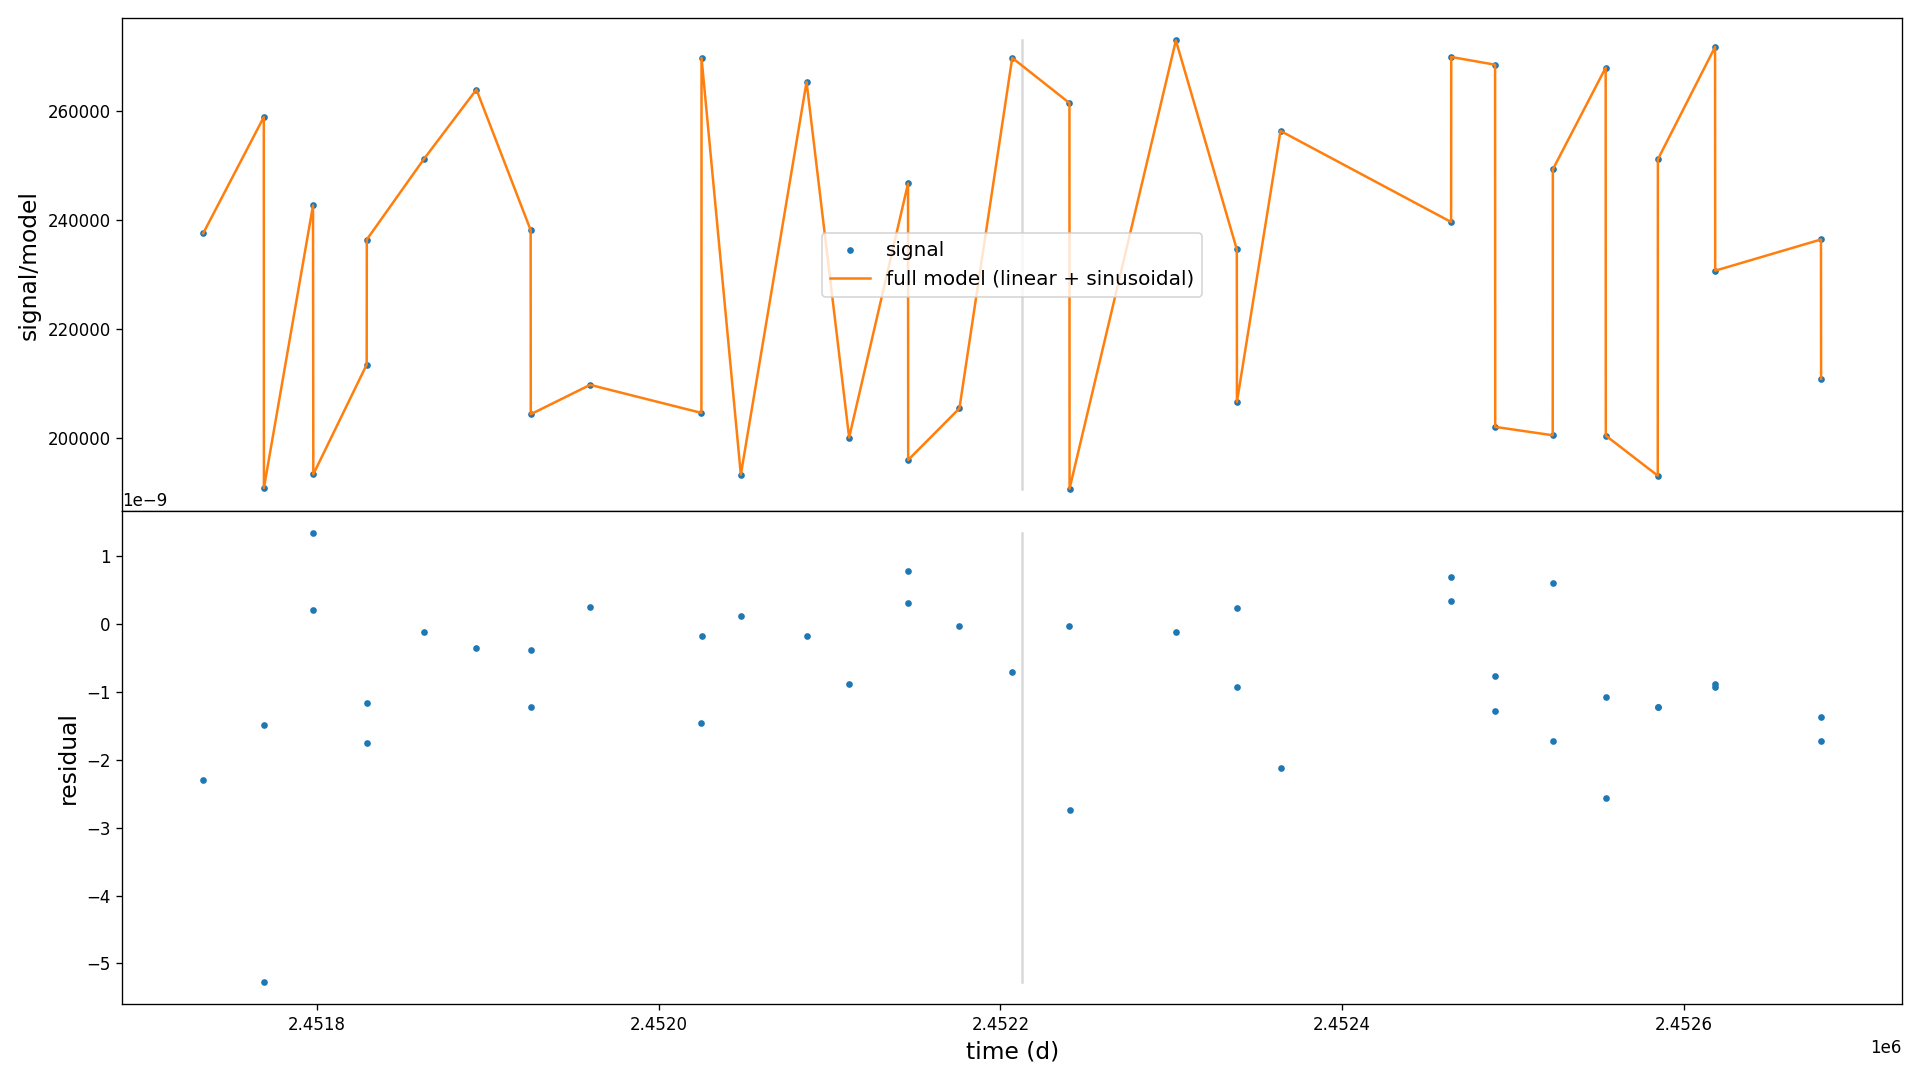 260000
240000
220000
200000
signal/model
signal
full model (linear + sinusoidal)
1e−9
1
0
−1
−2
−3
−4
−5
residual
2.4518
2.4520
2.4522
2.4524
2.4526
1e6
time (d)